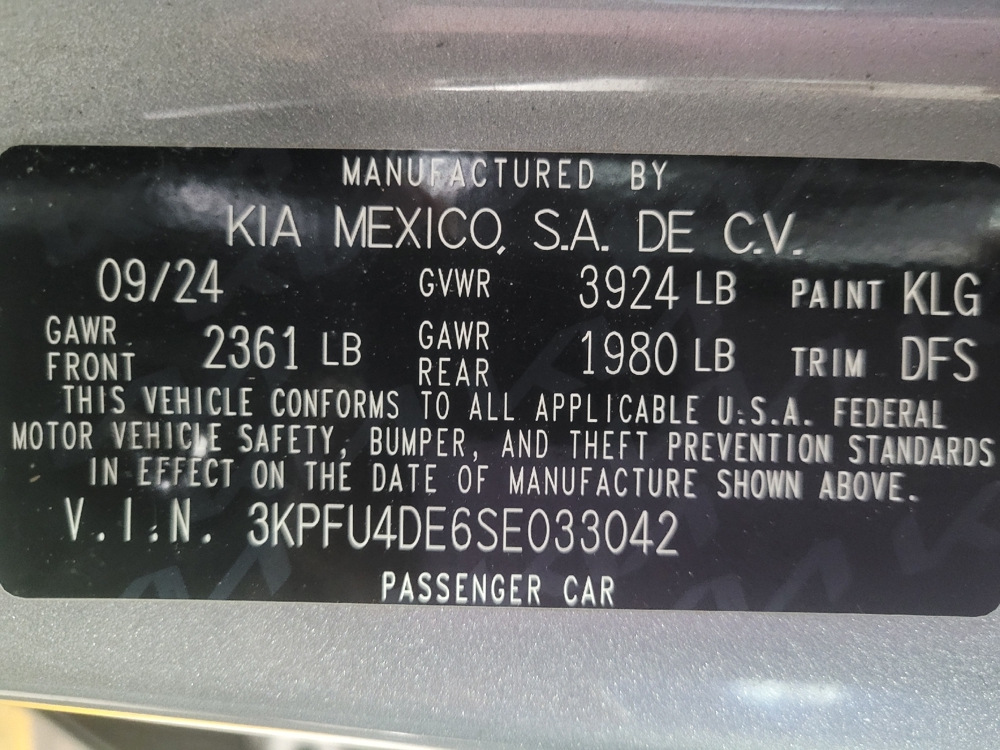 MANUFACTURED BY
KIA MEXICO, S.A. DE C.V.
09/24 GVWR 3924 LB PAINT KLG
GAWR FRONT 2361 LB GAWR REAR 1980 LB TRIM DFS
THIS VEHICLE CONFORMS TO ALL APPLICABLE U.S.A. FEDERAL
MOTOR VEHICLE SAFETY, BUMPER, AND THEFT PREVENTION STANDARDS
IN EFFECT ON THE DATE OF MANUFACTURE SHOWN ABOVE.
V.I.N. 3KPFU4DE6SE033042
PASSENGER CAR